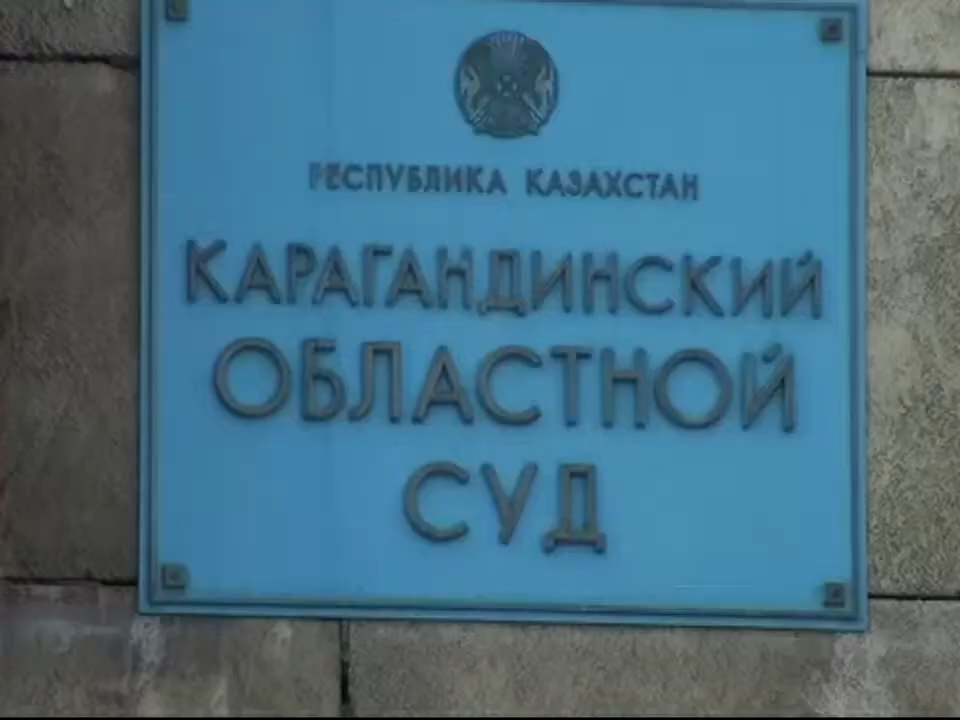 РЕСПУБЛИКА КАЗАХСТАН
КАРАГАНДИНСКИЙ
ОБЛАСТНОЙ
СУД